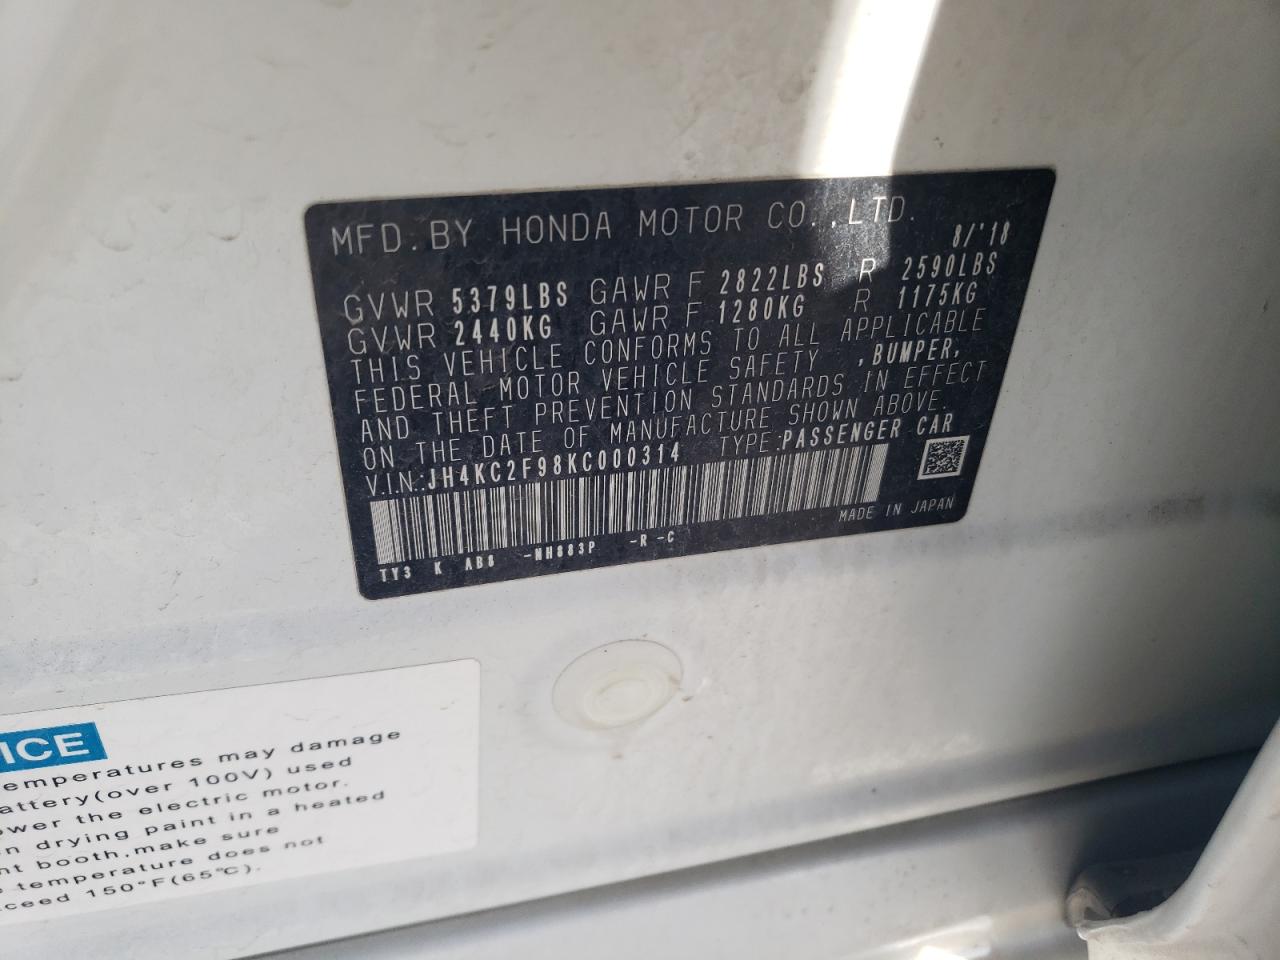 MFD. BY HONDA MOTOR CO., LTD.
8/'18
GVWR 5379LBS GAWR F 2822LBS R 2590LBS
GVWR 2440KG GAWR F 1280KG R 1175KG
THIS VEHICLE CONFORMS TO ALL APPLICABLE
FEDERAL MOTOR VEHICLE SAFETY , BUMPER,
AND THEFT PREVENTION STANDARDS IN EFFECT
ON THE DATE OF MANUFACTURE SHOWN ABOVE.
V.I.N.:JH4KC2F98KC000314 TYPE:PASSENGER CAR
MADE IN JAPAN
TY3 K AB8 -NH883P -R -C
ICE
emperatures may damage
attery(over 100V) used
ower the electric motor.
n drying paint in a heated
nt booth,make sure
temperature does not
ceed 150°F(65°C).